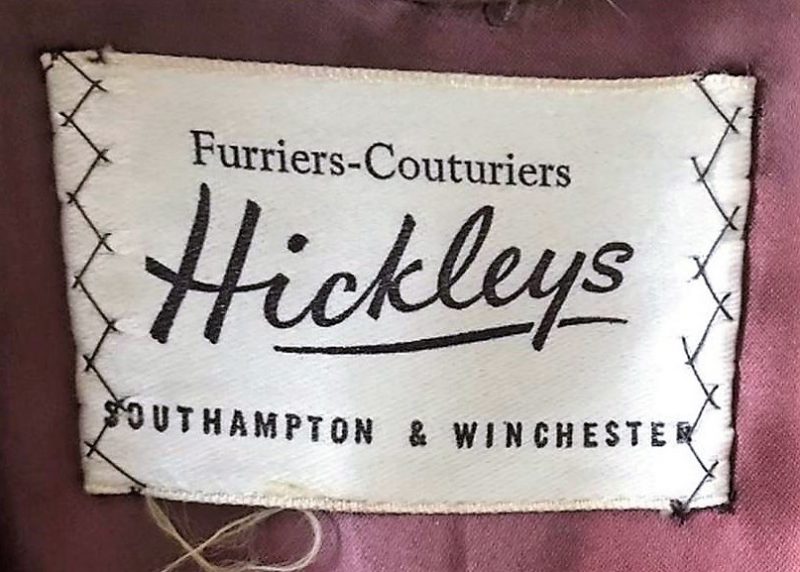 Furriers-Couturiers
Hickleys
SOUTHAMPTON & WINCHESTER